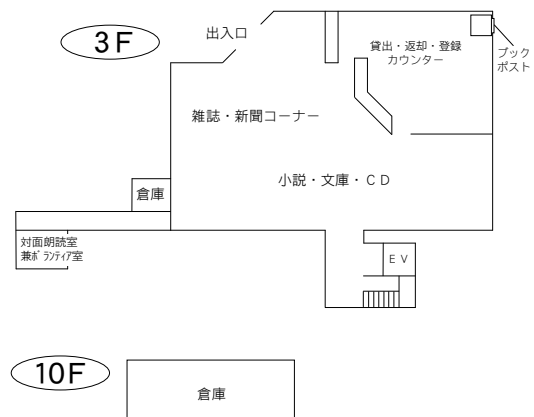 3F
出入口
貸出・返却・登録
カウンター
ブック
ポスト
雑誌・新聞コーナー
小説・文庫・CD
倉庫
対面朗読室
兼ボランティア室
EV
10F
倉庫